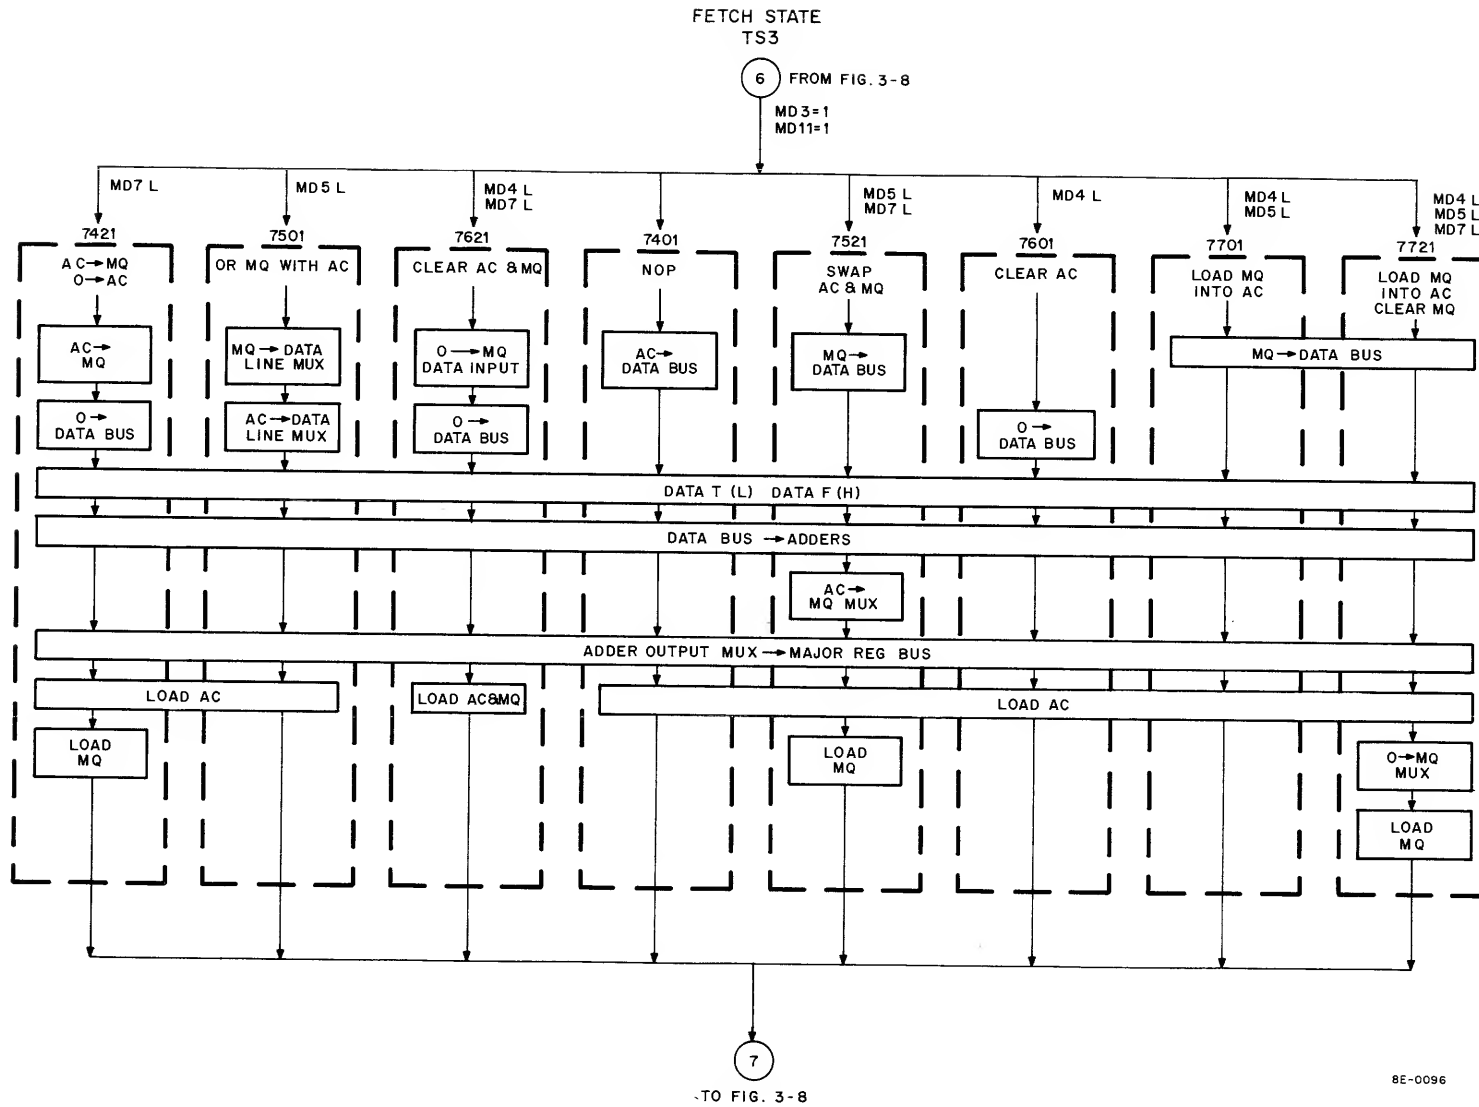 FETCH STATE
TS3
6 FROM FIG. 3-8
MD3=1
MD11=1
MD7 L
MD5 L
MD4 L
MD7 L
MD5 L
MD7 L
MD4 L
MD4 L
MD5 L
MD4 L
MD5 L
MD7 L
7421
7501
7621
7401
7521
7601
7701
7721
AC→MQ
O→AC
OR MQ WITH AC
CLEAR AC & MQ
NOP
SWAP
AC & MQ
CLEAR AC
LOAD MQ
INTO AC
LOAD MQ
INTO AC
CLEAR MQ
AC→
MQ
MQ→DATA
LINE MUX
O→MQ
DATA INPUT
AC→
DATA BUS
MQ→
DATA BUS
MQ→DATA BUS
O→
DATA BUS
AC→DATA
LINE MUX
O→
DATA BUS
O→
DATA BUS
DATA T (L) DATA F (H)
DATA BUS→ADDERS
AC→
MQ MUX
ADDER OUTPUT MUX→MAJOR REG BUS
LOAD AC
LOAD AC&MQ
LOAD AC
LOAD
MQ
LOAD
MQ
O→MQ
MUX
LOAD
MQ
7
TO FIG. 3-8
8E-0096